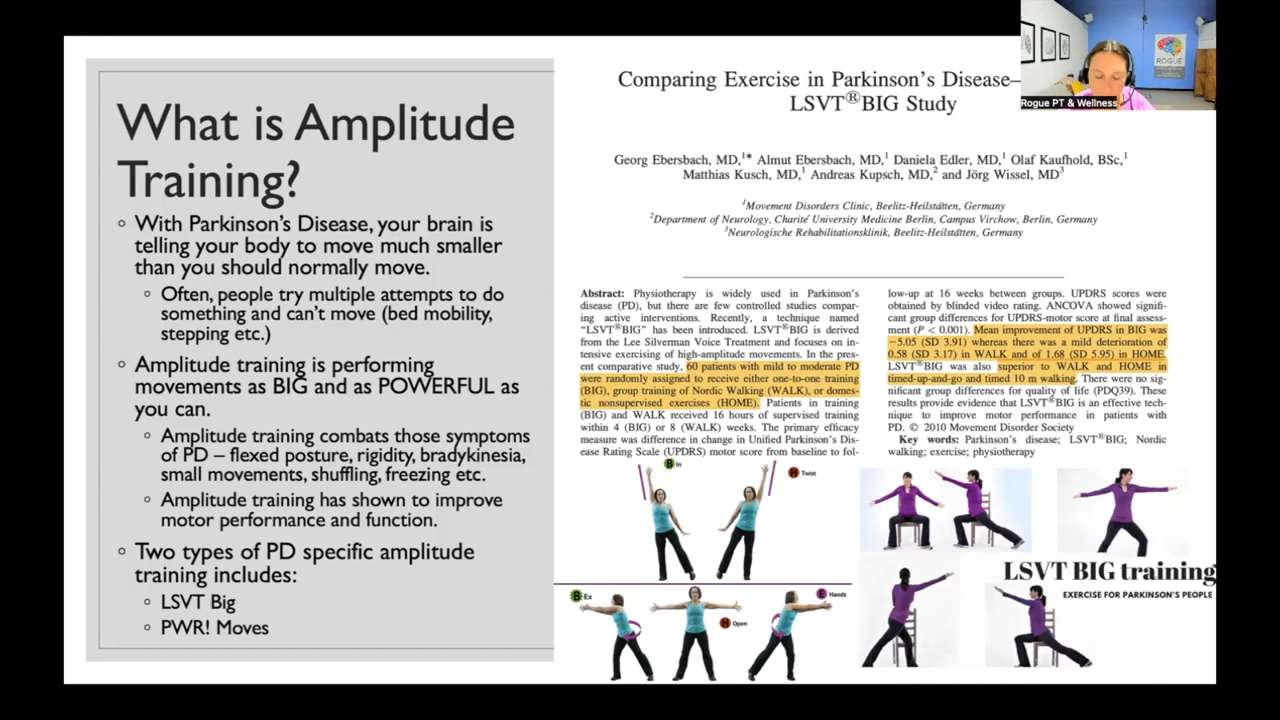 What is Amplitude
Training?
With Parkinson's Disease, your brain is
telling your body to move much smaller
than you should normally move.
Often, people try multiple attempts to do
something and can't move (bed mobility,
stepping etc.)
Amplitude training is performing
movements as BIG and as POWERFUL as
you can.
Amplitude training combats those symptoms
of PD – flexed posture, rigidity, bradykinesia,
small movements, shuffling, freezing etc.
Amplitude training has shown to improve
motor performance and function.
Two types of PD specific amplitude
training includes:
LSVT Big
PWR! Moves
Comparing Exercise in Parkinson's Disease—
LSVT®BIG Study
Georg Ebersbach, MD,1* Almut Ebersbach, MD,1 Daniela Edler, MD,1 Olaf Kaufhold, BSc,1
Matthias Kusch, MD,1 Andreas Kupsch, MD,2 and Jörg Wissel, MD3
1Movement Disorders Clinic, Beelitz-Heilstätten, Germany
2Department of Neurology, Charité University Medicine Berlin, Campus Virchow, Berlin, Germany
3Neurologische Rehabilitationsklinik, Beelitz-Heilstätten, Germany
Abstract: Physiotherapy is widely used in Parkinson's
disease (PD), but there are few controlled studies compar-
ing active interventions. Recently, a technique named
"LSVT®BIG" has been introduced. LSVT®BIG is derived
from the Lee Silverman Voice Treatment and focuses on in-
tensive exercising of high-amplitude movements. In the pres-
ent comparative study, 60 patients with mild to moderate PD
were randomly assigned to receive either one-to-one training
(BIG), group training of Nordic Walking (WALK), or domes-
tic nonsupervised exercises (HOME). Patients in training
(BIG) and WALK received 16 hours of supervised training
within 4 (BIG) or 8 (WALK) weeks. The primary efficacy
measure was difference in change in Unified Parkinson's Dis-
ease Rating Scale (UPDRS) motor score from baseline to fol-
low-up at 16 weeks between groups. UPDRS scores were
obtained by blinded video rating. ANCOVA showed signifi-
cant group differences for UPDRS-motor score at final assess-
ment (P < 0.001). Mean improvement of UPDRS in BIG was
−5.05 (SD 3.91) whereas there was a mild deterioration of
0.58 (SD 3.17) in WALK and of 1.68 (SD 5.95) in HOME.
LSVT®BIG was also superior to WALK and HOME in
timed-up-and-go and timed 10 m walking. There were no sig-
nificant group differences for quality of life (PDQ39). These
results provide evidence that LSVT®BIG is an effective tech-
nique to improve motor performance in patients with
PD. © 2010 Movement Disorder Society
Key words: Parkinson's disease; LSVT®BIG; Nordic
walking; exercise; physiotherapy
B In
H Twist
B Ex
H Open
E Hands
LSVT BIG training
EXERCISE FOR PARKINSON'S PEOPLE
ROGUE
Rogue PT & Wellness